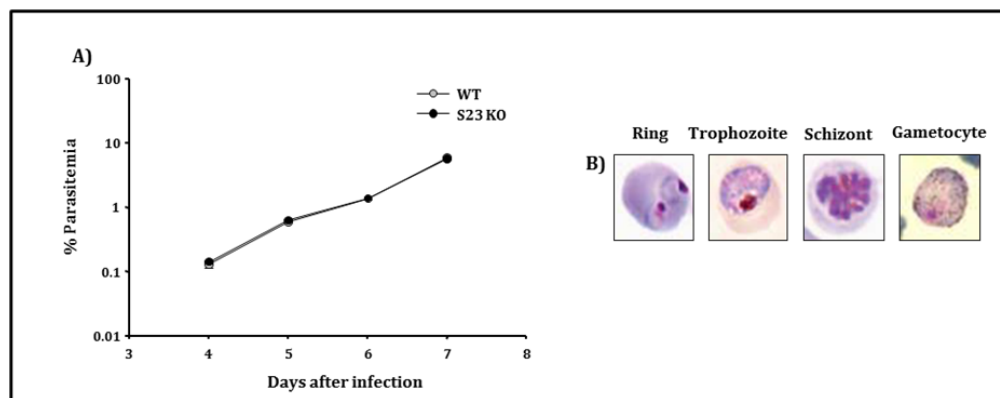 A)
100
10
1
0.1
0.01
% Parasitemia
3 4 5 6 7 8
Days after infection
WT
S23 KO
B)
Ring Trophozoite Schizont Gametocyte